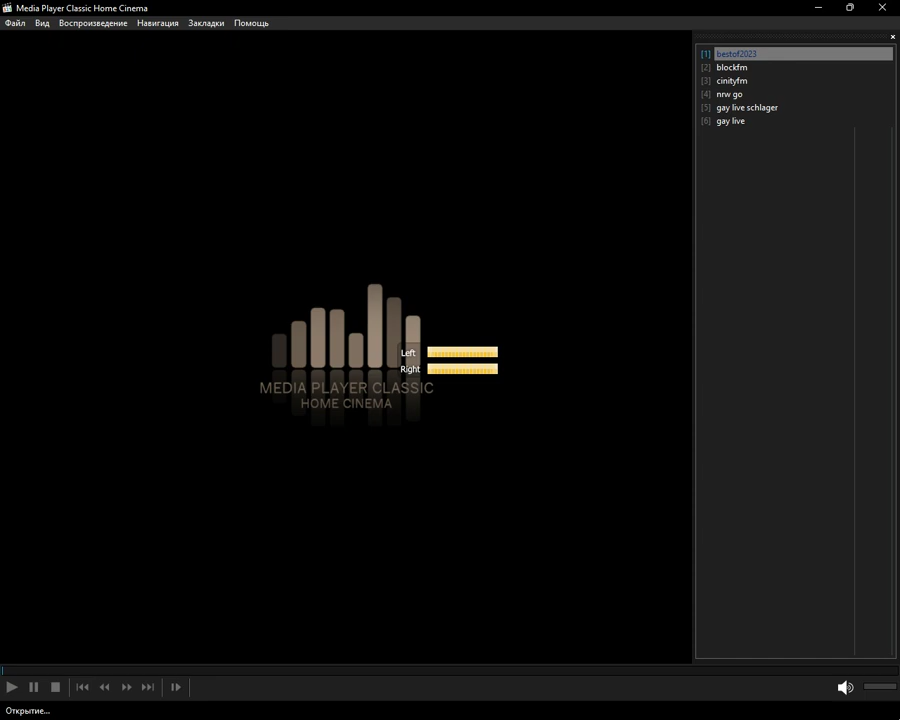 Media Player Classic Home Cinema
Файл Вид Воспроизведение Навигация Закладки Помощь
[1] bestof2023
[2] blockfm
[3] cinityfm
[4] nrw go
[5] gay live schlager
[6] gay live
Left
Right
MEDIA PLAYER CLASSIC
HOME CINEMA
Открытие...